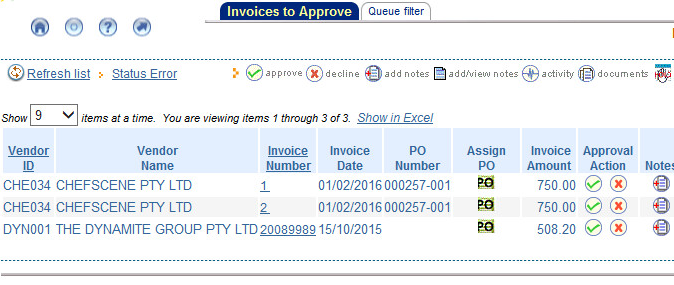 Invoices to Approve Queue filter
Refresh list Status Error approve decline add notes add/view notes activity documents
Show 9 items at a time. You are viewing items 1 through 3 of 3. Show in Excel
Vendor ID Vendor Name Invoice Number Invoice Date PO Number Assign PO Invoice Amount Approval Action Notes
CHE034 CHEFSCENE PTY LTD 1 01/02/2016 000257-001 PO 750.00
CHE034 CHEFSCENE PTY LTD 2 01/02/2016 000257-001 PO 750.00
DYN001 THE DYNAMITE GROUP PTY LTD 20089989 15/10/2015 PO 508.20